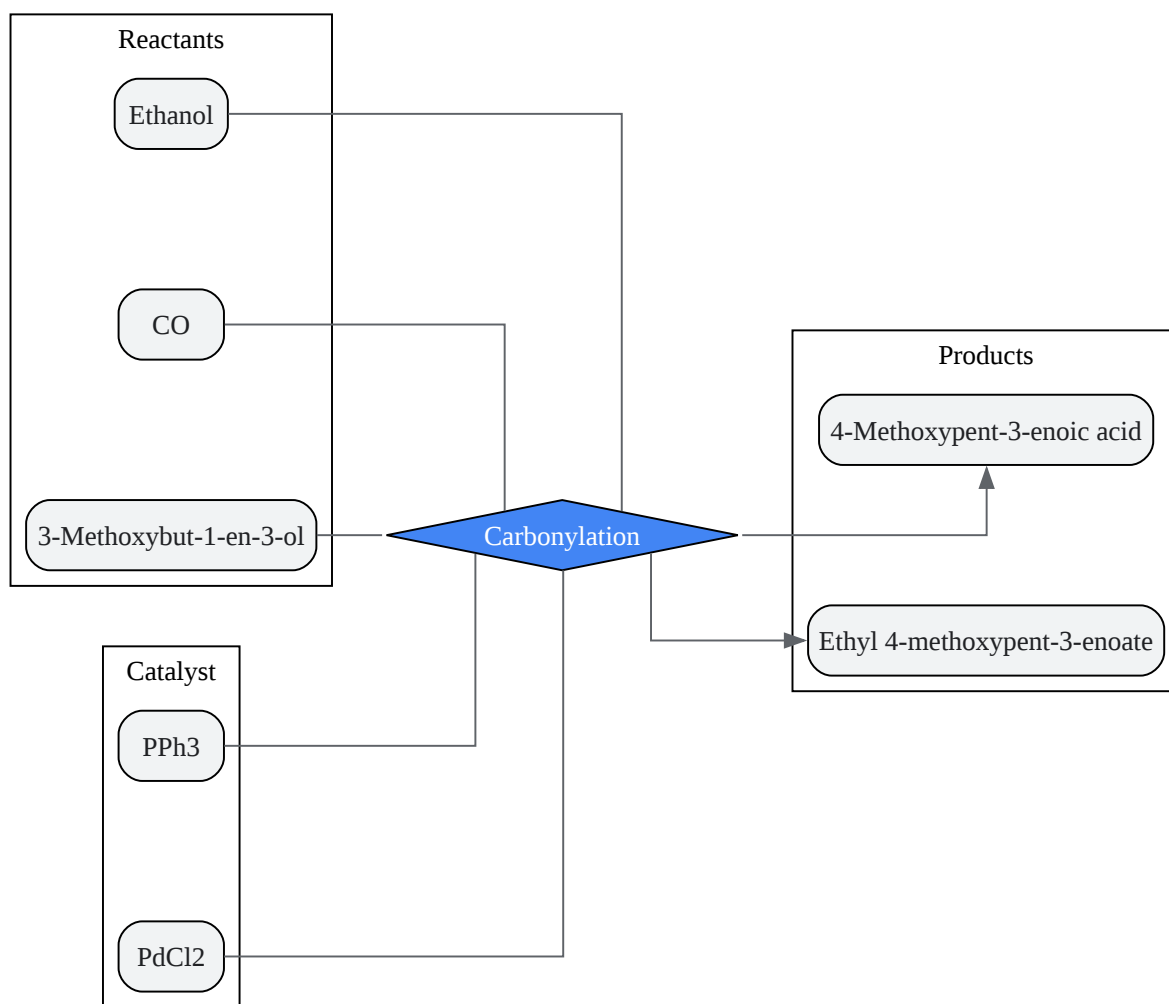 Reactants
Ethanol
CO
3-Methoxybut-1-en-3-ol
Carbonylation
Products
4-Methoxypent-3-enoic acid
Ethyl 4-methoxypent-3-enoate
Catalyst
PPh3
PdCl2